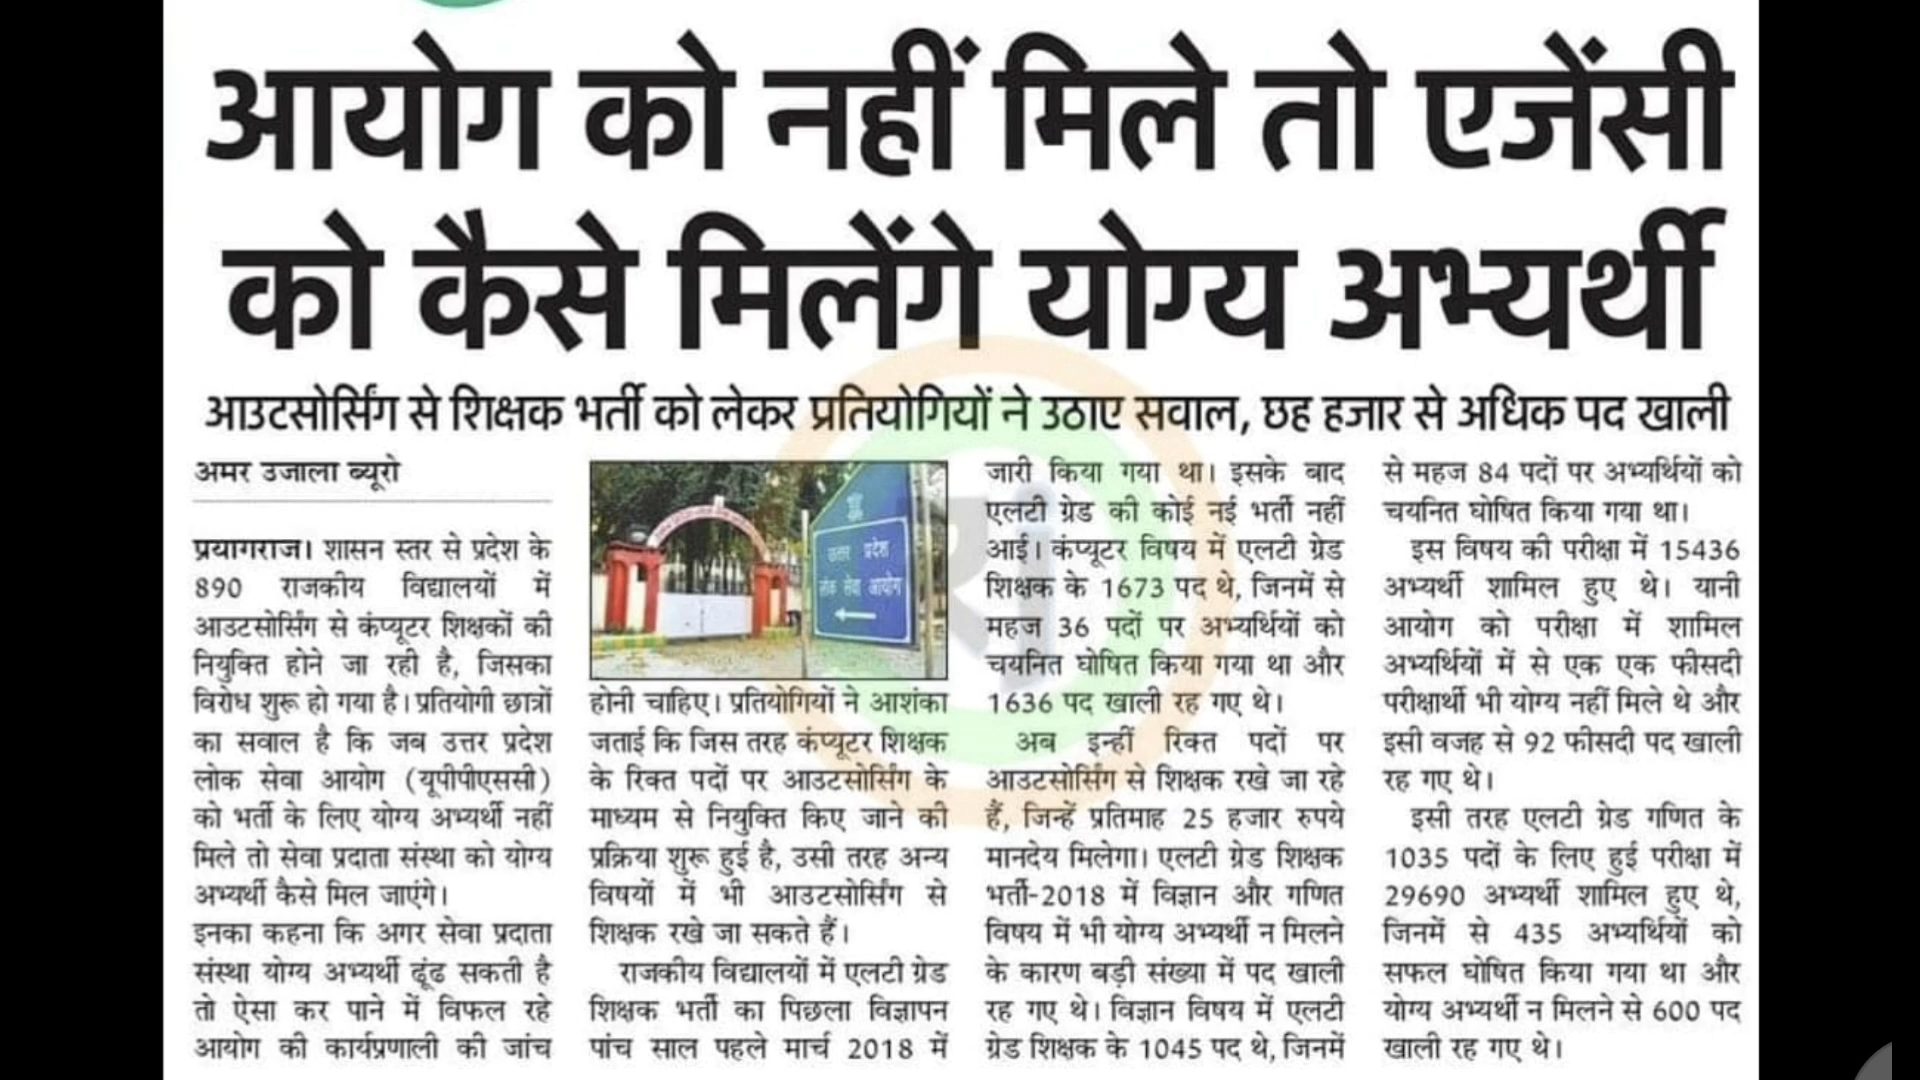 आयोग को नहीं मिले तो एजेंसी
को कैसे मिलेंगे योग्य अभ्यर्थी
आउटसोर्सिंग से शिक्षक भर्ती को लेकर प्रतियोगियों ने उठाए सवाल, छह हजार से अधिक पद खाली
अमर उजाला ब्यूरो
प्रयागराज। शासन स्तर से प्रदेश के
890 राजकीय विद्यालयों में
आउटसोर्सिंग से कंप्यूटर शिक्षकों की
नियुक्ति होने जा रही है, जिसका
विरोध शुरू हो गया है। प्रतियोगी छात्रों
का सवाल है कि जब उत्तर प्रदेश
लोक सेवा आयोग (यूपीपीएससी)
को भर्ती के लिए योग्य अभ्यर्थी नहीं
मिले तो सेवा प्रदाता संस्था को योग्य
अभ्यर्थी कैसे मिल जाएंगे।
इनका कहना कि अगर सेवा प्रदाता
संस्था योग्य अभ्यर्थी ढूंढ सकती है
तो ऐसा कर पाने में विफल रहे
आयोग की कार्यप्रणाली की जांच
उत्तर प्रदेश
लोक सेवा आयोग
होनी चाहिए। प्रतियोगियों ने आशंका
जताई कि जिस तरह कंप्यूटर शिक्षक
के रिक्त पदों पर आउटसोर्सिंग के
माध्यम से नियुक्ति किए जाने की
प्रक्रिया शुरू हुई है, उसी तरह अन्य
विषयों में भी आउटसोर्सिंग से
शिक्षक रखे जा सकते हैं।
राजकीय विद्यालयों में एलटी ग्रेड
शिक्षक भर्ती का पिछला विज्ञापन
पांच साल पहले मार्च 2018 में
जारी किया गया था। इसके बाद
एलटी ग्रेड की कोई नई भर्ती नहीं
आई। कंप्यूटर विषय में एलटी ग्रेड
शिक्षक के 1673 पद थे, जिनमें से
महज 36 पदों पर अभ्यर्थियों को
चयनित घोषित किया गया था और
1636 पद खाली रह गए थे।
अब इन्हीं रिक्त पदों पर
आउटसोर्सिंग से शिक्षक रखे जा रहे
हैं, जिन्हें प्रतिमाह 25 हजार रुपये
मानदेय मिलेगा। एलटी ग्रेड शिक्षक
भर्ती-2018 में विज्ञान और गणित
विषय में भी योग्य अभ्यर्थी न मिलने
के कारण बड़ी संख्या में पद खाली
रह गए थे। विज्ञान विषय में एलटी
ग्रेड शिक्षक के 1045 पद थे, जिनमें
से महज 84 पदों पर अभ्यर्थियों को
चयनित घोषित किया गया था।
इस विषय की परीक्षा में 15436
अभ्यर्थी शामिल हुए थे। यानी
आयोग को परीक्षा में शामिल
अभ्यर्थियों में से एक एक फीसदी
परीक्षार्थी भी योग्य नहीं मिले थे और
इसी वजह से 92 फीसदी पद खाली
रह गए थे।
इसी तरह एलटी ग्रेड गणित के
1035 पदों के लिए हुई परीक्षा में
29690 अभ्यर्थी शामिल हुए थे,
जिनमें से 435 अभ्यर्थियों को
सफल घोषित किया गया था और
योग्य अभ्यर्थी न मिलने से 600 पद
खाली रह गए थे।